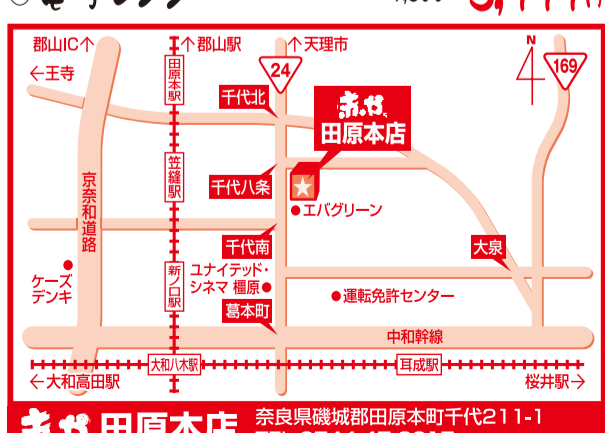 郡山IC↑
↑郡山駅
↑天理市
N
←王寺
24
169
田原本駅
千代北
赤や
田原本店
笠縫駅
千代八条
京奈和道路
エバグリーン
千代南
大泉
ケーズ
デンキ
新ノ口駅
ユナイテッド・
シネマ 橿原
運転免許センター
葛本町
中和幹線
大和八木駅
耳成駅
←大和高田駅
桜井駅→
赤や 田原本店
奈良県磯城郡田原本町千代211-1